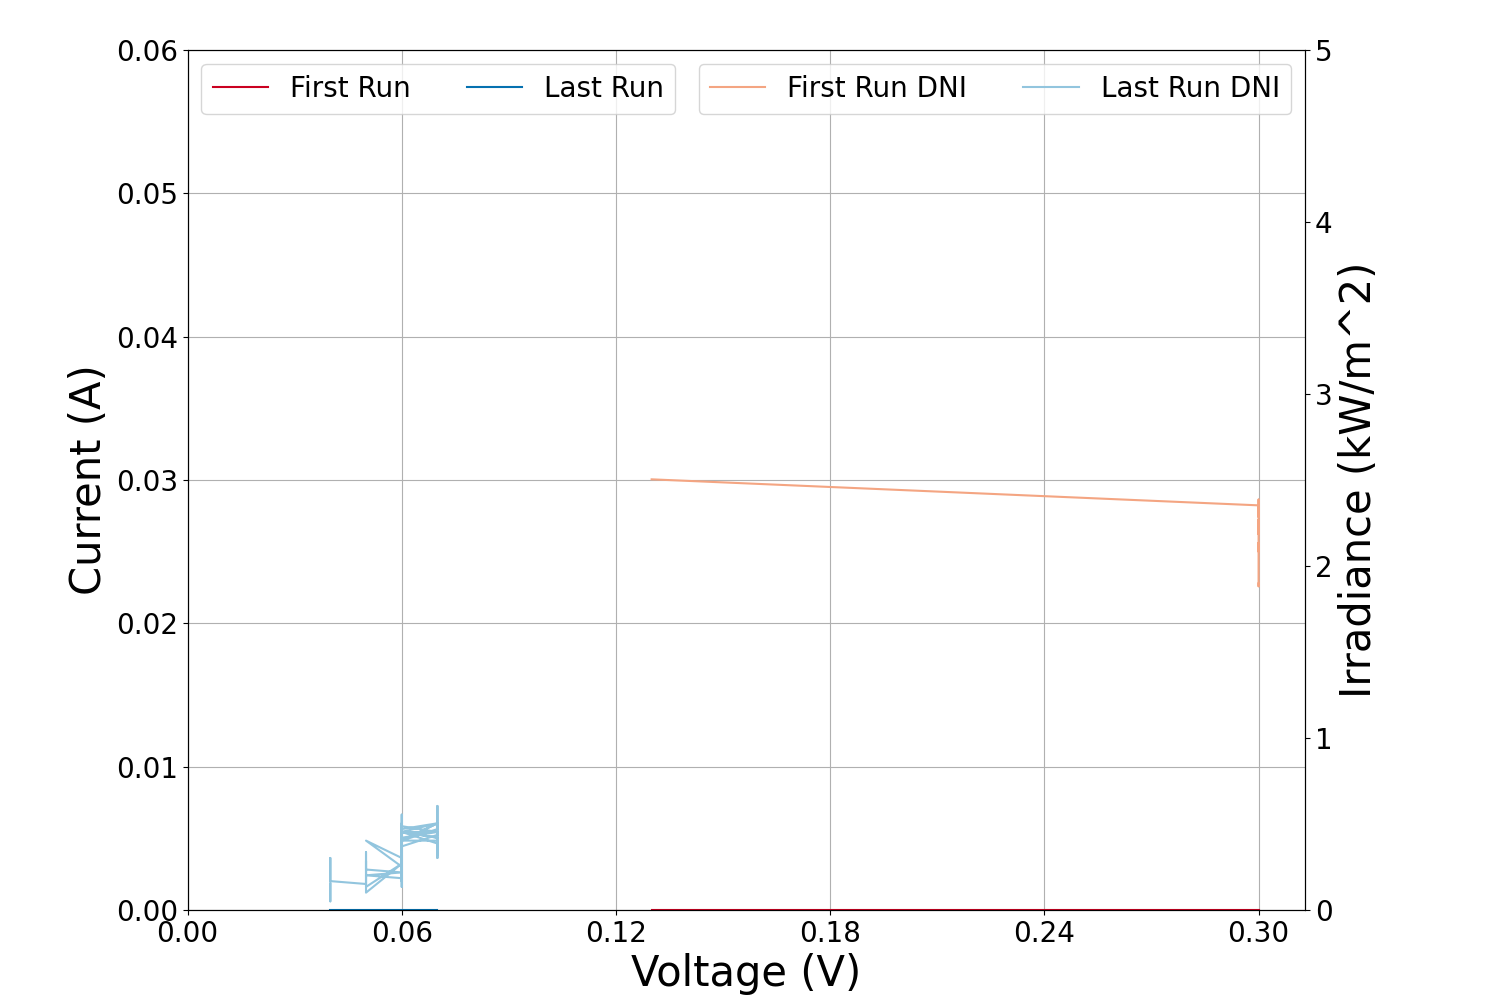 First Run
Last Run
First Run DNI
Last Run DNI
0.06
0.05
0.04
0.03
0.02
0.01
0.00
Current (A)
5
4
3
2
1
0
Irradiance (kW/m^2)
0.00
0.06
0.12
0.18
0.24
0.30
Voltage (V)